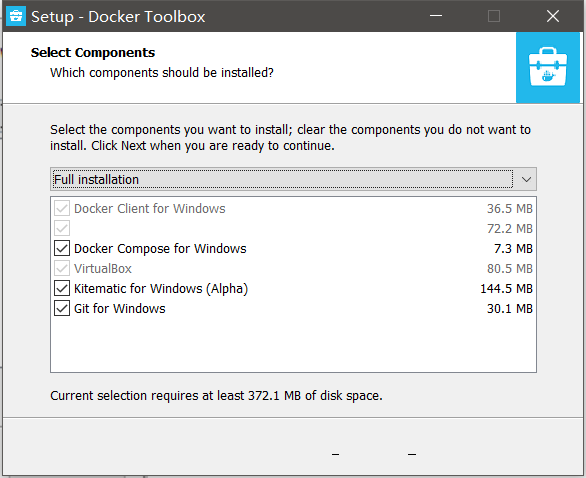 Setup - Docker Toolbox
Select Components
Which components should be installed?
Select the components you want to install; clear the components you do not want to
install. Click Next when you are ready to continue.
Full installation
Docker Client for Windows 36.5 MB
72.2 MB
Docker Compose for Windows 7.3 MB
VirtualBox 80.5 MB
Kitematic for Windows (Alpha) 144.5 MB
Git for Windows 30.1 MB
Current selection requires at least 372.1 MB of disk space.